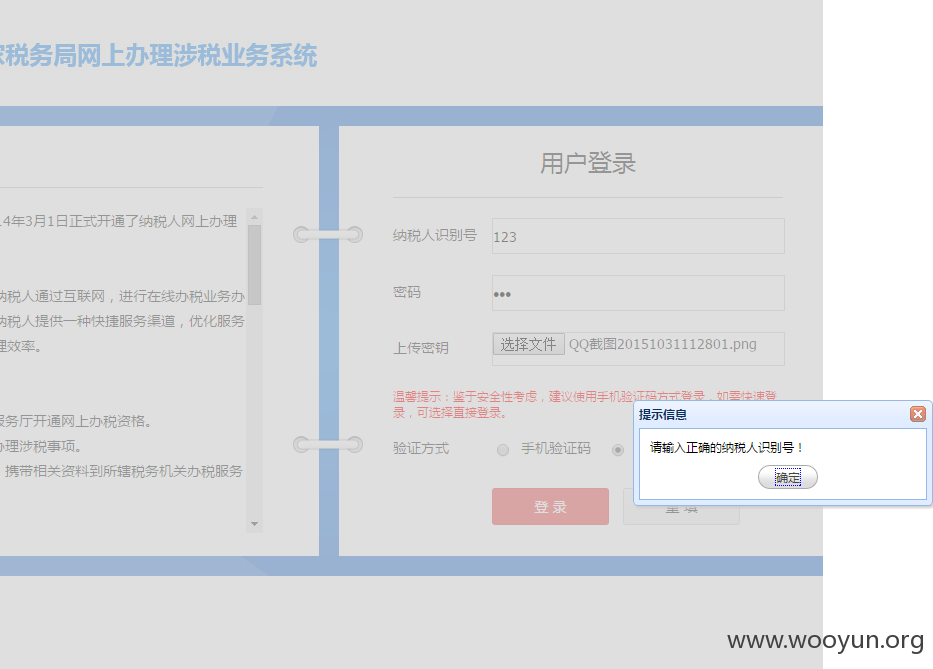 家税务局网上办理涉税业务系统
14年3月1日正式开通了纳税人网上办理
纳税人通过互联网，进行在线办税业务办
纳税人提供一种快捷服务渠道，优化服务
理效率。
服务厅开通网上办税资格。
办理涉税事项。
携带相关资料到所辖税务机关办税服务
用户登录
纳税人识别号 123
密码 •••
上传密钥 选择文件 QQ截图20151031112801.png
温馨提示：鉴于安全性考虑，建议使用手机验证码方式登录，如需快速登
录，可选择直接登录。
验证方式 手机验证码
登 录 重 填
提示信息
请输入正确的纳税人识别号！
确定
www.wooyun.org